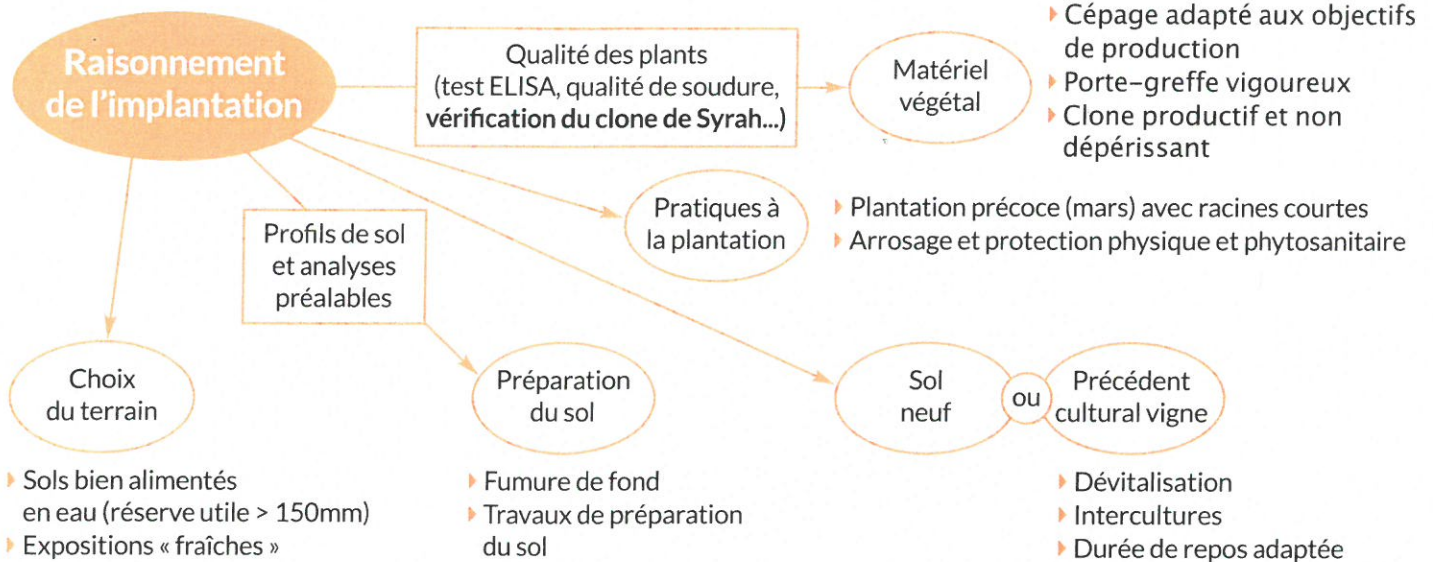 Raisonnement
de l'implantation
Qualité des plants
(test ELISA, qualité de soudure,
vérification du clone de Syrah...)
Matériel
végétal
Cépage adapté aux objectifs
de production
Porte-greffe vigoureux
Clone productif et non
dépérissant
Pratiques à
la plantation
Plantation précoce (mars) avec racines courtes
Arrosage et protection physique et phytosanitaire
Profils de sol
et analyses
préalables
Choix
du terrain
Sols bien alimentés
en eau (réserve utile > 150mm)
Expositions « fraîches »
Préparation
du sol
Fumure de fond
Travaux de préparation
du sol
Sol
neuf
ou
Précédent
cultural vigne
Dévitalisation
Intercultures
Durée de repos adaptée